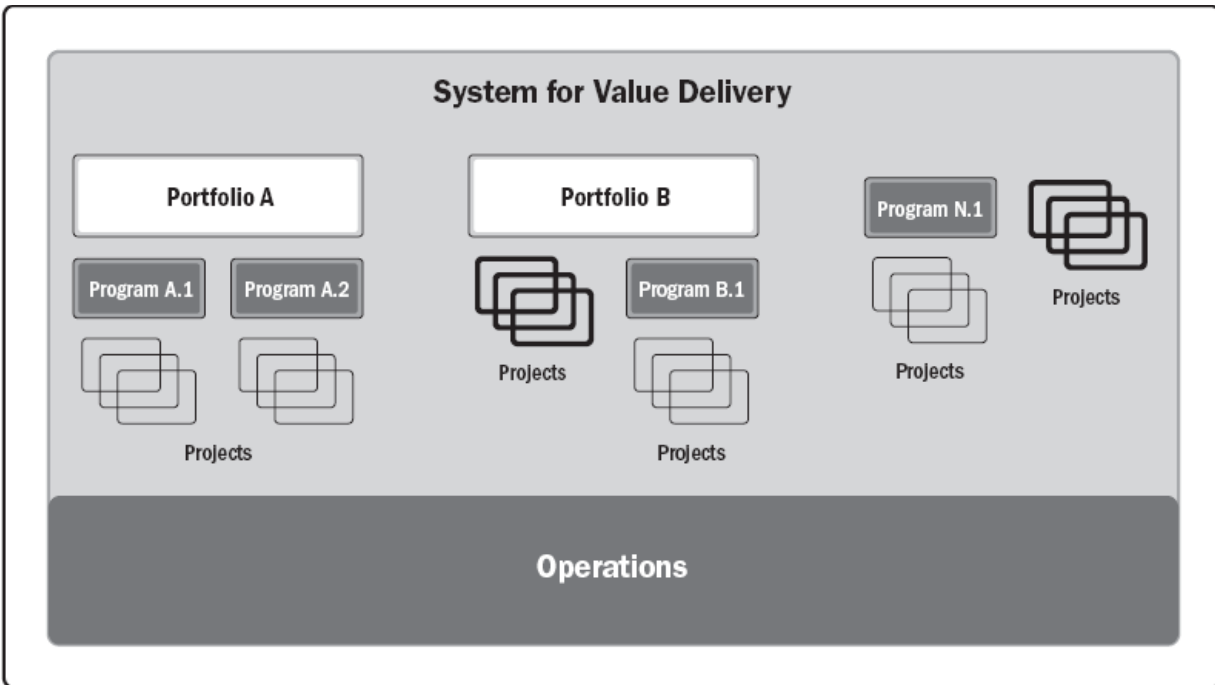 System for Value Delivery
Portfolio A
Portfolio B
Program N.1
Projects
Program A.1
Program A.2
Program B.1
Projects
Projects
Projects
Projects
Operations